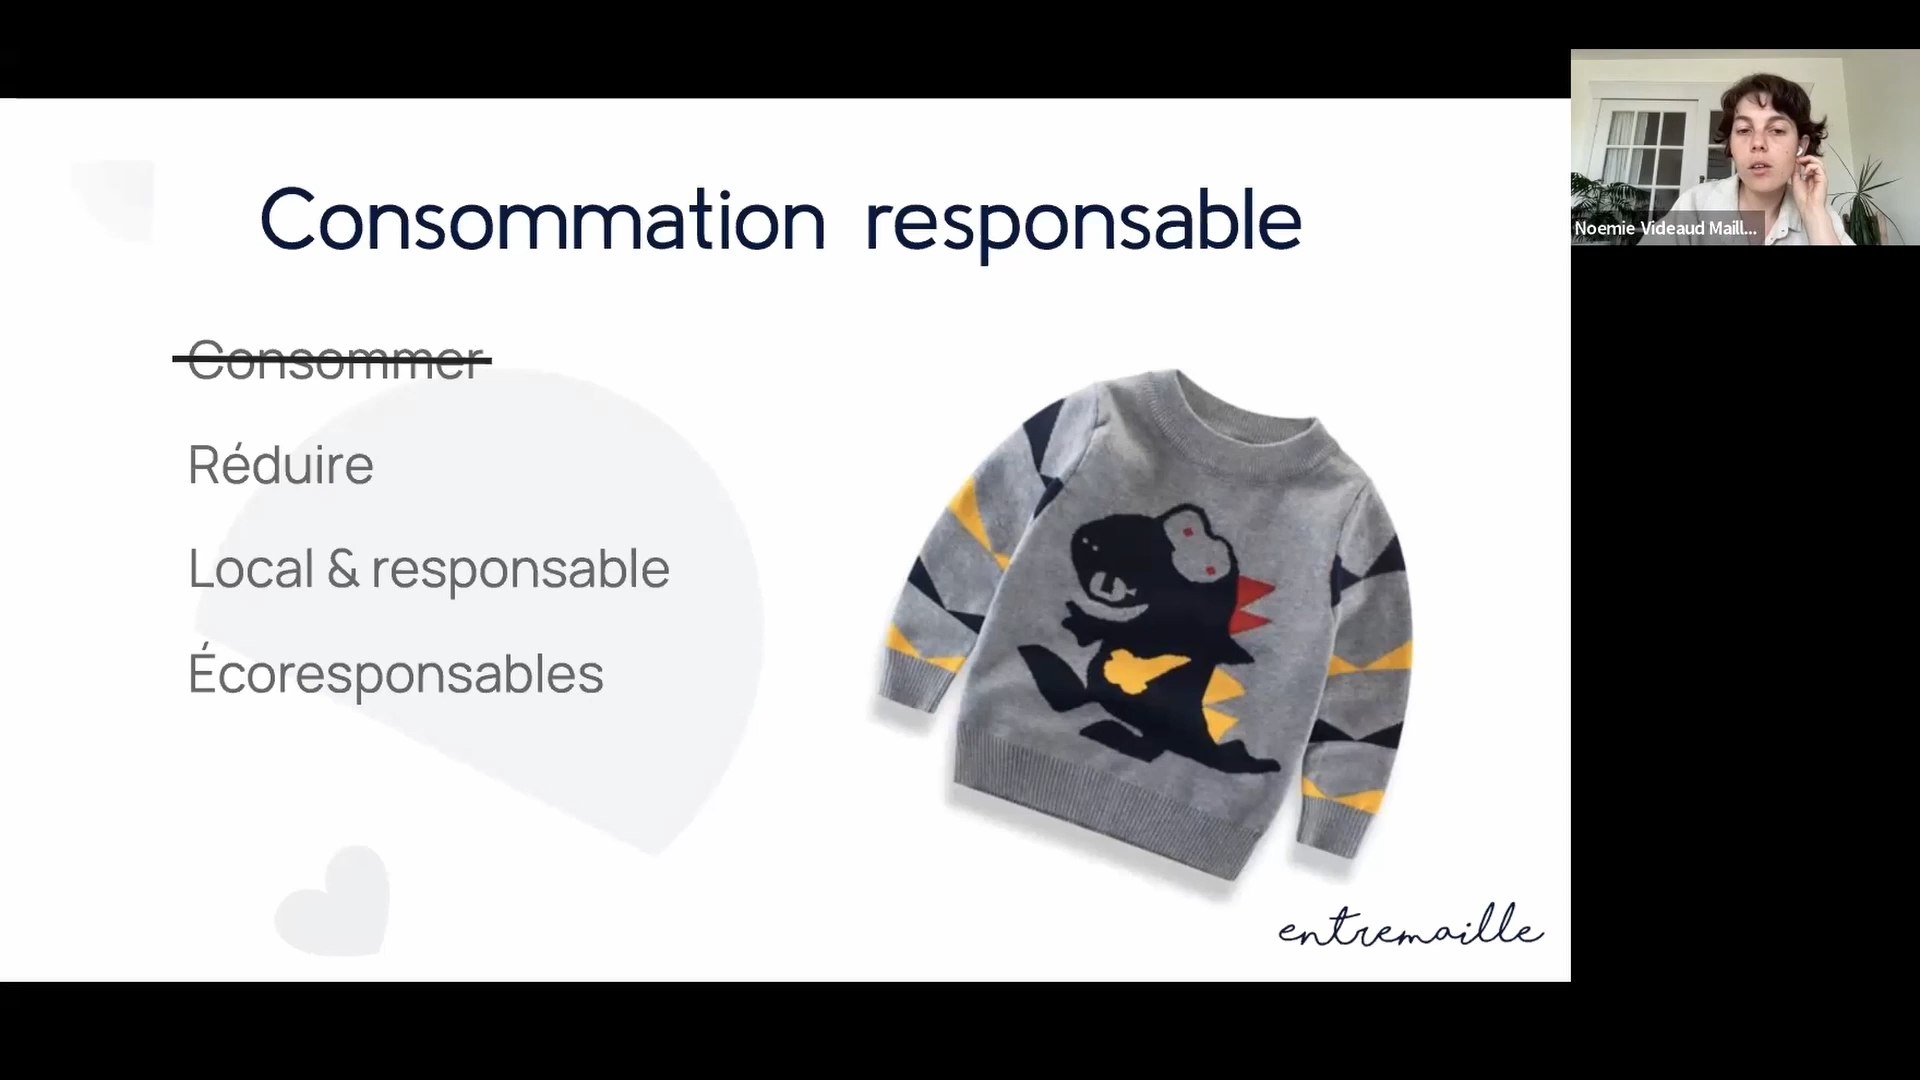 Consommation responsable
Consommer
Réduire
Local & responsable
Écoresponsables
entremaille
Noemie Videaud Maill...